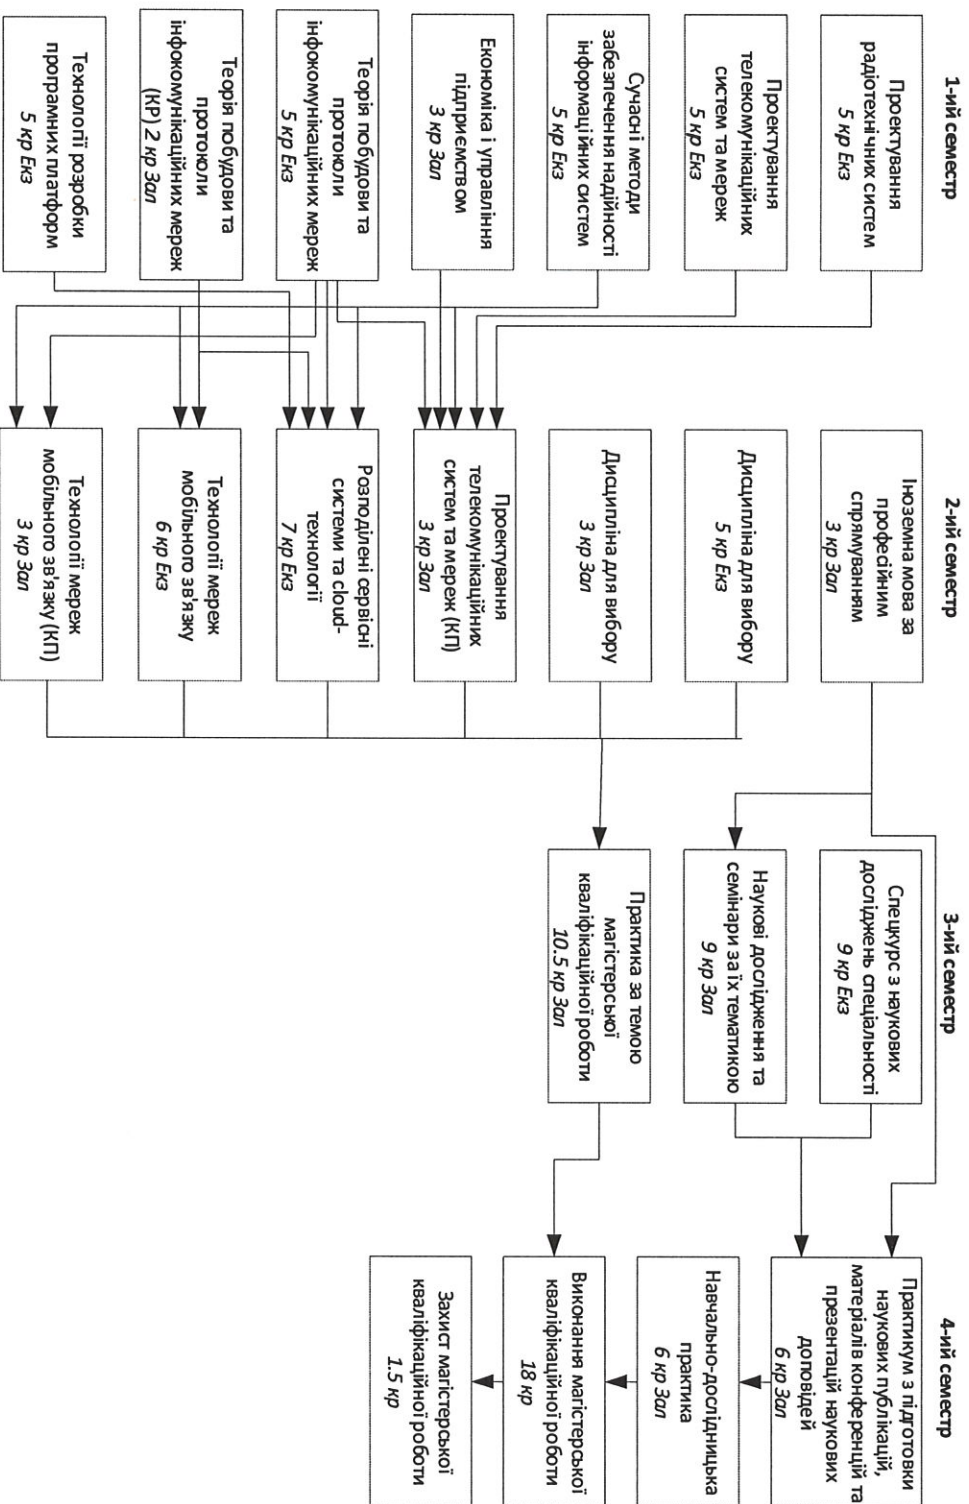 1-ий семестр
Проектування
радіотехнічних систем
5 кр Екз
Проектування
телекомунікаційних
систем та мереж
5 кр Екз
Сучасні методи
забезпечення надійності
інформаційних систем
5 кр Екз
Економіка і управління
підприємством
3 кр Зал
Теорія побудови та
протоколи
інфокомунікаційних мереж
5 кр Екз
Теорія побудови та
протоколи
інфокомунікаційних мереж
(КР) 2 кр Зал
Технології розробки
програмних платформ
5 кр Екз
2-ий семестр
Іноземна мова за
професійним
спрямуванням
3 кр Зал
Дисципліна для вибору
5 кр Екз
Дисципліна для вибору
3 кр Зал
Проектування
телекомунікаційних
систем та мереж (КП)
3 кр Зал
Розподілені сервісні
системи та cloud-
технології
7 кр Екз
Технології мереж
мобільного зв'язку
6 кр Екз
Технології мереж
мобільного зв'язку (КП)
3 кр Зал
3-ий семестр
Спецкурс з наукових
досліджень спеціальності
9 кр Екз
Наукові дослідження та
семінари за їх тематикою
9 кр Зал
Практика за темою
магістерської
кваліфікаційної роботи
10.5 кр Зал
4-ий семестр
Практикум з підготовки
наукових публікацій,
матеріалів конференцій та
презентацій наукових
доповідей
6 кр Зал
Навчально-дослідницька
практика
6 кр Зал
Виконання магістерської
кваліфікаційної роботи
18 кр
Захист магістерської
кваліфікаційної роботи
1.5 кр